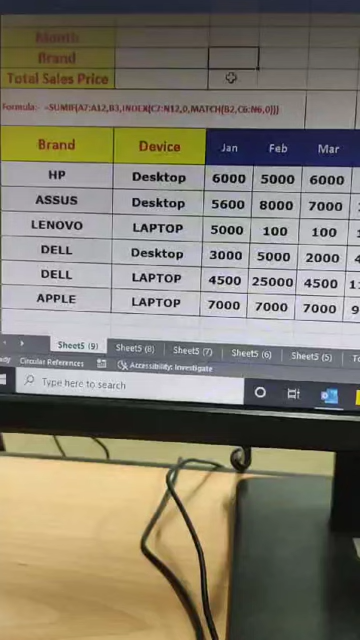 Month
Brand
Total Sales Price
Formula:- =SUMIF(A7:A12,B3,INDEX(C7:N12,0,MATCH(B2,C6:N6,0)))
Brand Device Jan Feb Mar
HP Desktop 6000 5000 6000
ASSUS Desktop 5600 8000 7000
LENOVO LAPTOP 5000 100 100
DELL Desktop 3000 5000 2000
DELL LAPTOP 4500 25000 4500
APPLE LAPTOP 7000 7000 7000
Sheet5 (9) Sheet5 (8) Sheet5 (7) Sheet5 (6) Sheet5 (5)
Circular References Accessibility: Investigate
Type here to search